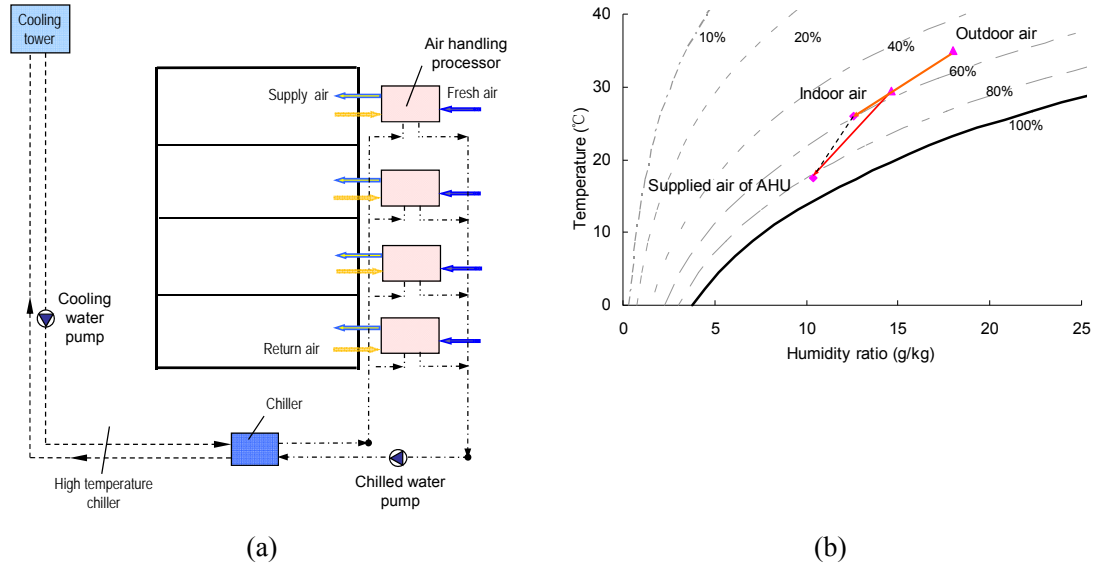 Cooling
tower
Air handling
processor
Supply air
Fresh air
Cooling
water
pump
Return air
Chiller
High temperature
chiller
Chilled water
pump
(a)
40
30
20
10
0
Temperature (℃)
10%
20%
40%
Outdoor air
60%
Indoor air
80%
100%
Supplied air of AHU
0
5
10
15
20
25
Humidity ratio (g/kg)
(b)